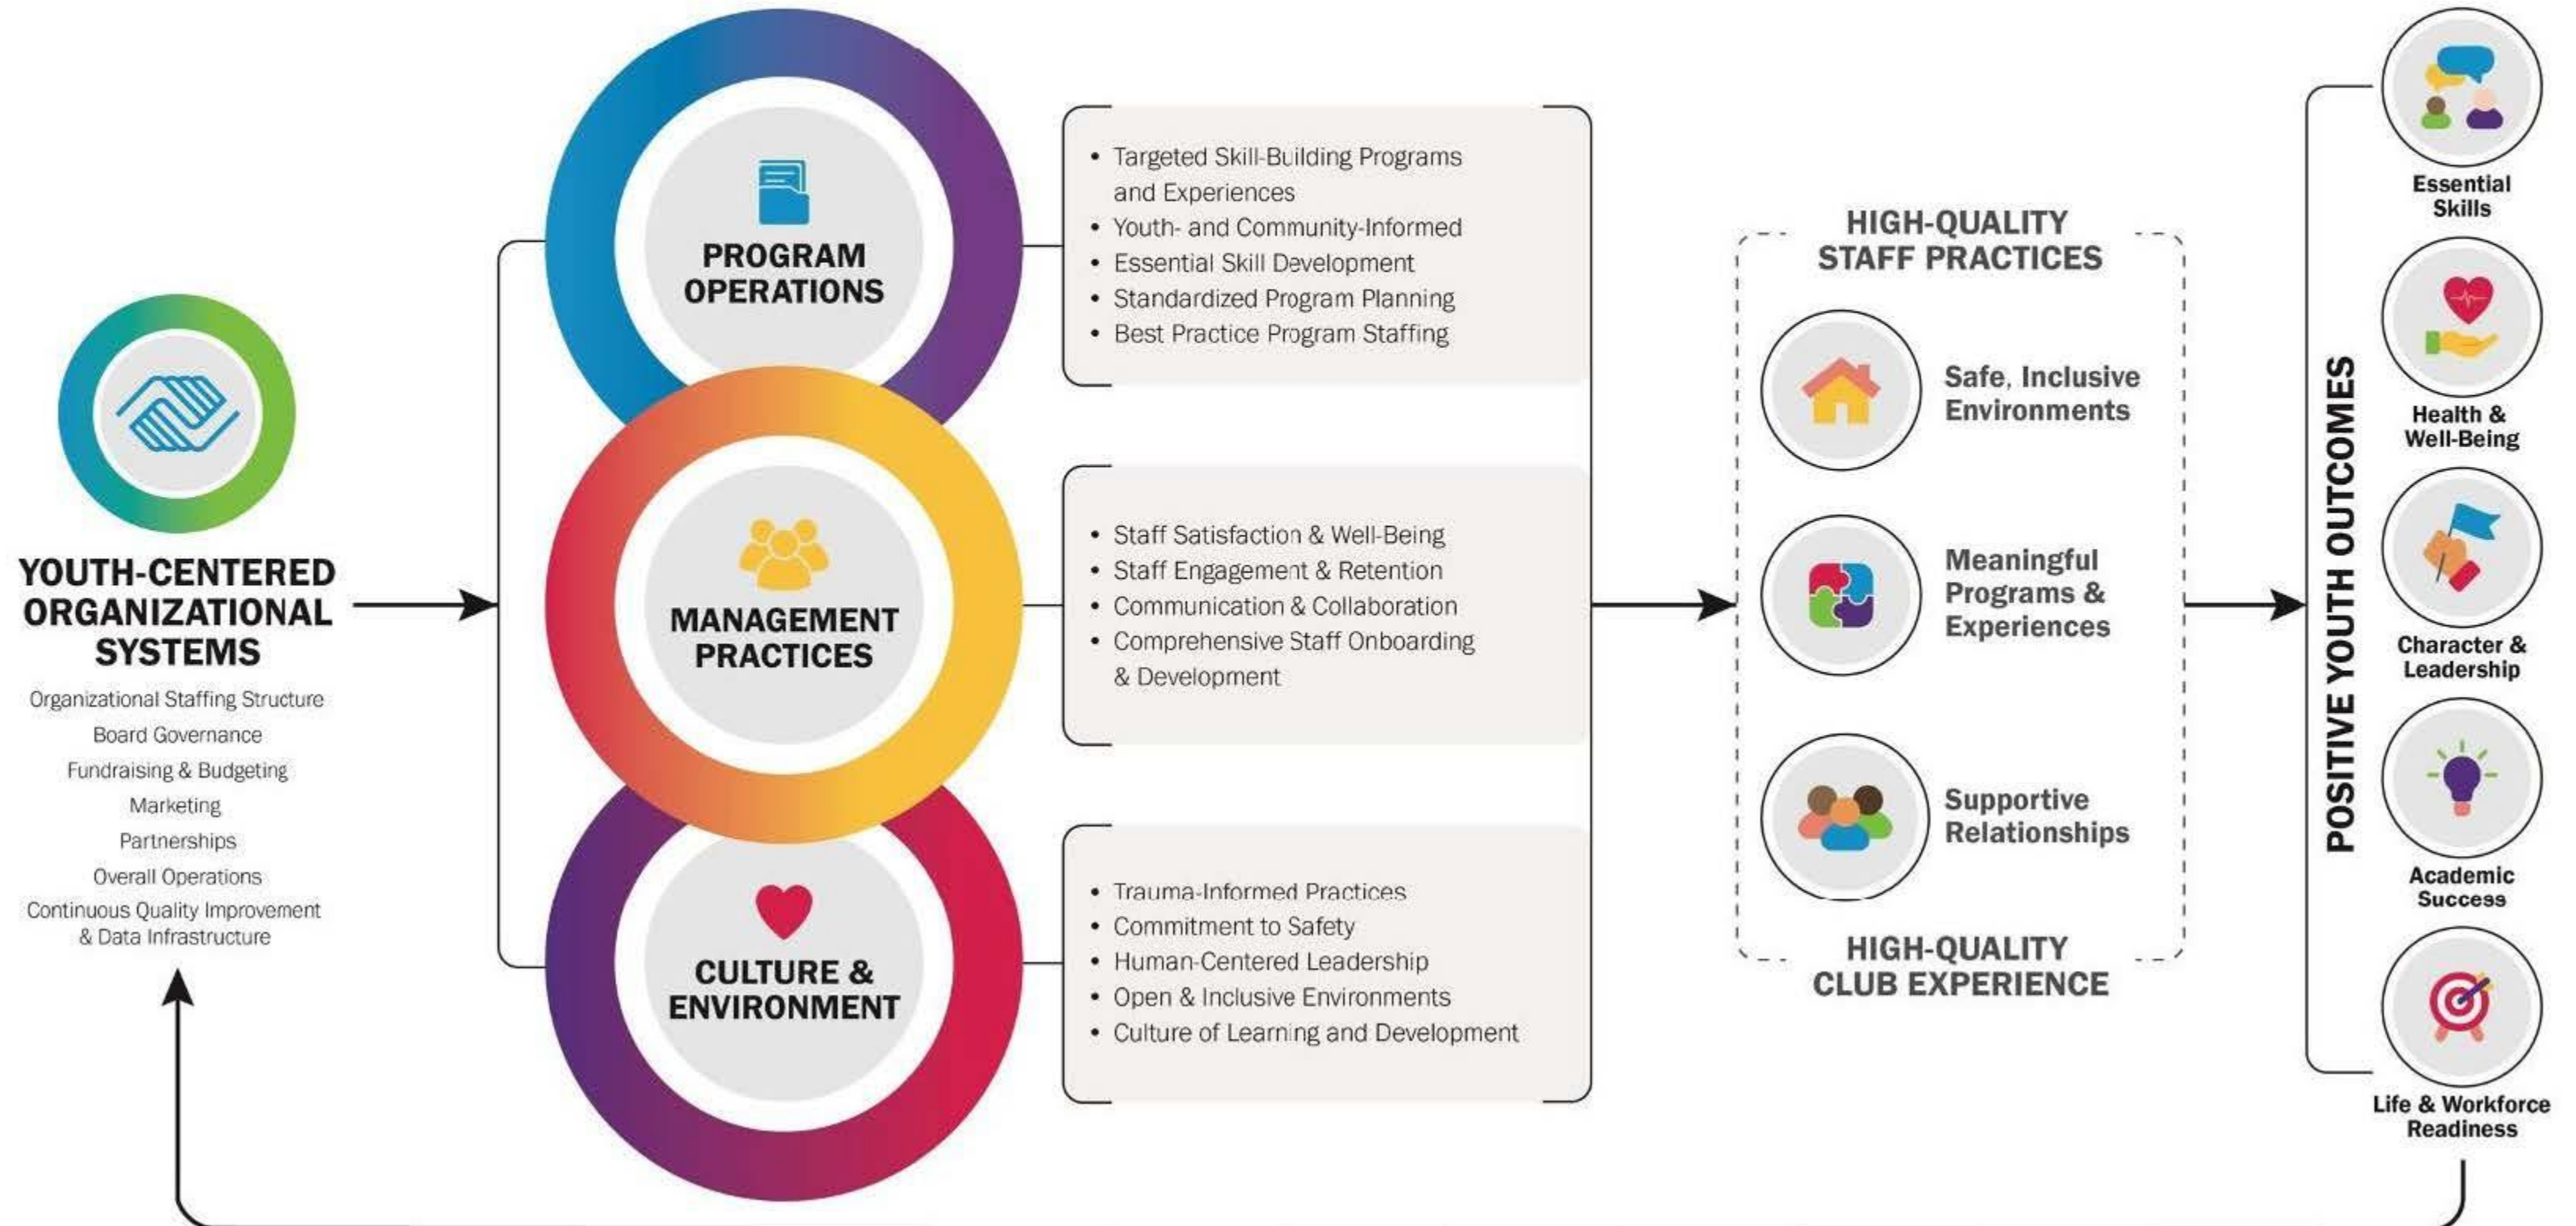 YOUTH-CENTERED
ORGANIZATIONAL
SYSTEMS
Organizational Staffing Structure
Board Governance
Fundraising & Budgeting
Marketing
Partnerships
Overall Operations
Continuous Quality Improvement
& Data Infrastructure
PROGRAM
OPERATIONS
• Targeted Skill-Building Programs
and Experiences
• Youth- and Community-Informed
• Essential Skill Development
• Standardized Program Planning
• Best Practice Program Staffing
MANAGEMENT
PRACTICES
• Staff Satisfaction & Well-Being
• Staff Engagement & Retention
• Communication & Collaboration
• Comprehensive Staff Onboarding
& Development
CULTURE &
ENVIRONMENT
• Trauma-Informed Practices
• Commitment to Safety
• Human-Centered Leadership
• Open & Inclusive Environments
• Culture of Learning and Development
HIGH-QUALITY
STAFF PRACTICES
Safe, Inclusive
Environments
Meaningful
Programs &
Experiences
Supportive
Relationships
HIGH-QUALITY
CLUB EXPERIENCE
POSITIVE YOUTH OUTCOMES
Essential
Skills
Health &
Well-Being
Character &
Leadership
Academic
Success
Life & Workforce
Readiness